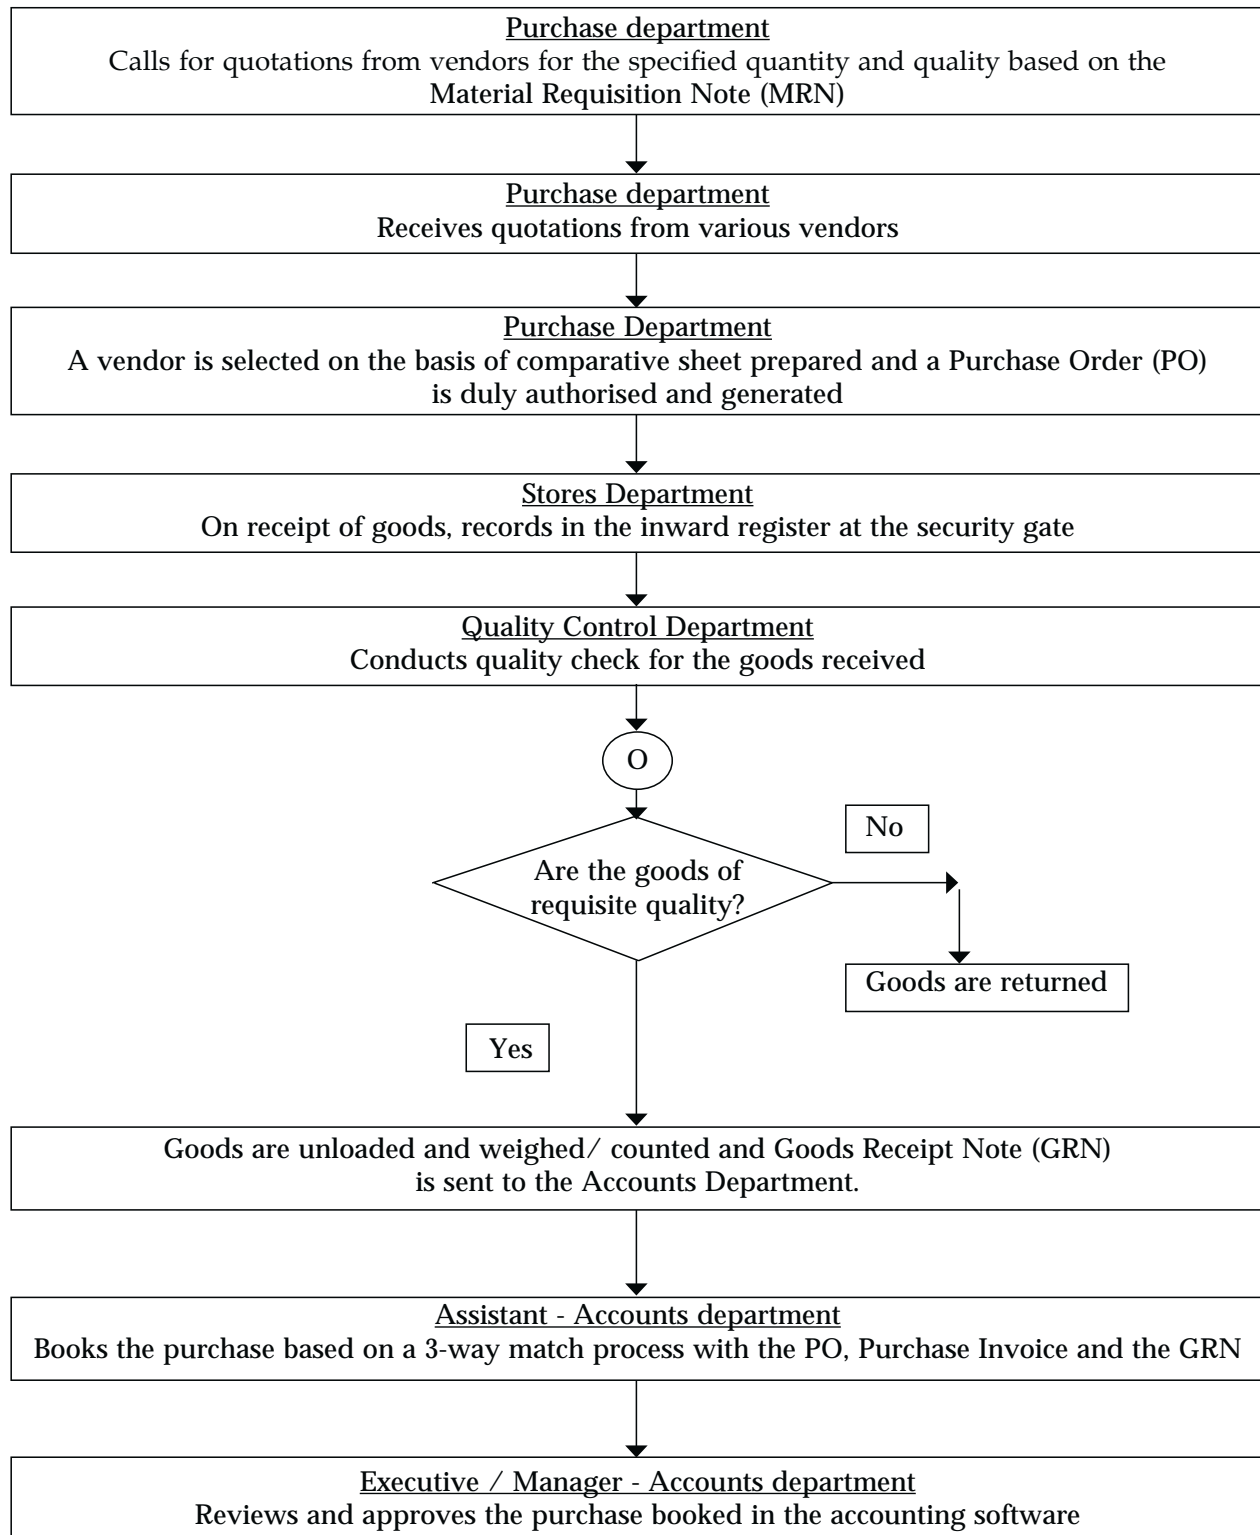 Purchase department
Calls for quotations from vendors for the specified quantity and quality based on the
Material Requisition Note (MRN)
Purchase department
Receives quotations from various vendors
Purchase Department
A vendor is selected on the basis of comparative sheet prepared and a Purchase Order (PO)
is duly authorised and generated
Stores Department
On receipt of goods, records in the inward register at the security gate
Quality Control Department
Conducts quality check for the goods received
O
No
Are the goods of
requisite quality?
Goods are returned
Yes
Goods are unloaded and weighed/ counted and Goods Receipt Note (GRN)
is sent to the Accounts Department.
Assistant - Accounts department
Books the purchase based on a 3-way match process with the PO, Purchase Invoice and the GRN
Executive / Manager - Accounts department
Reviews and approves the purchase booked in the accounting software